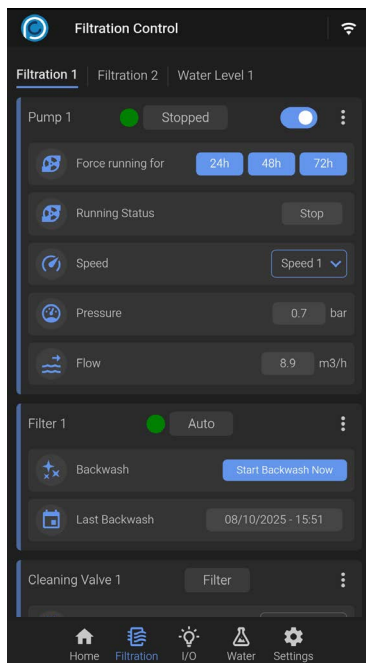 Filtration Control
Filtration 1 Filtration 2 Water Level 1
Pump 1 Stopped
Force running for 24h 48h 72h
Running Status Stop
Speed Speed 1
Pressure 0.7 bar
Flow 8.9 m3/h
Filter 1 Auto
Backwash Start Backwash Now
Last Backwash 08/10/2025 - 15:51
Cleaning Valve 1 Filter
Home Filtration I/O Water Settings